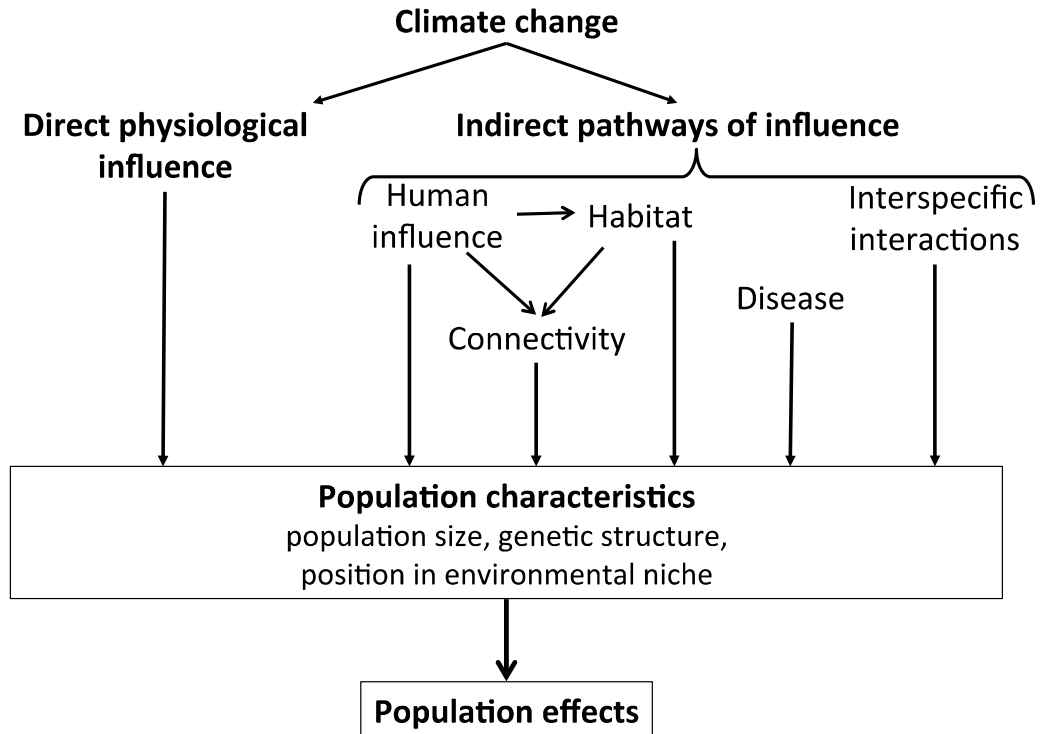 Climate change
Direct physiological
influence
Indirect pathways of influence
Human
influence
Habitat
Interspecific
interactions
Disease
Connectivity
Population characteristics
population size, genetic structure,
position in environmental niche
Population effects